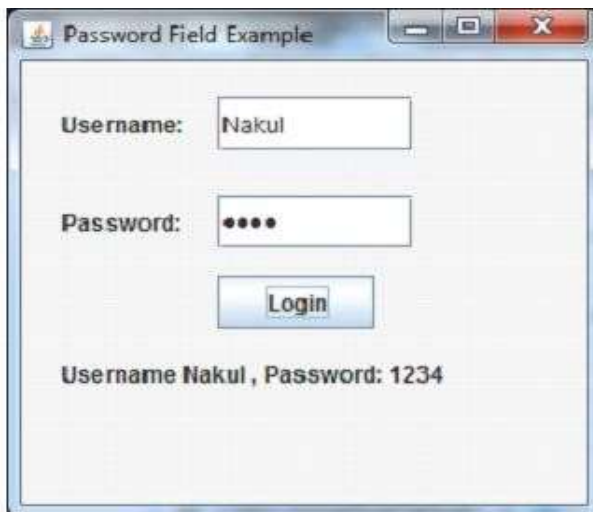 Password Field Example
Username: Nakul
Password: ••••
Login
Username Nakul , Password: 1234